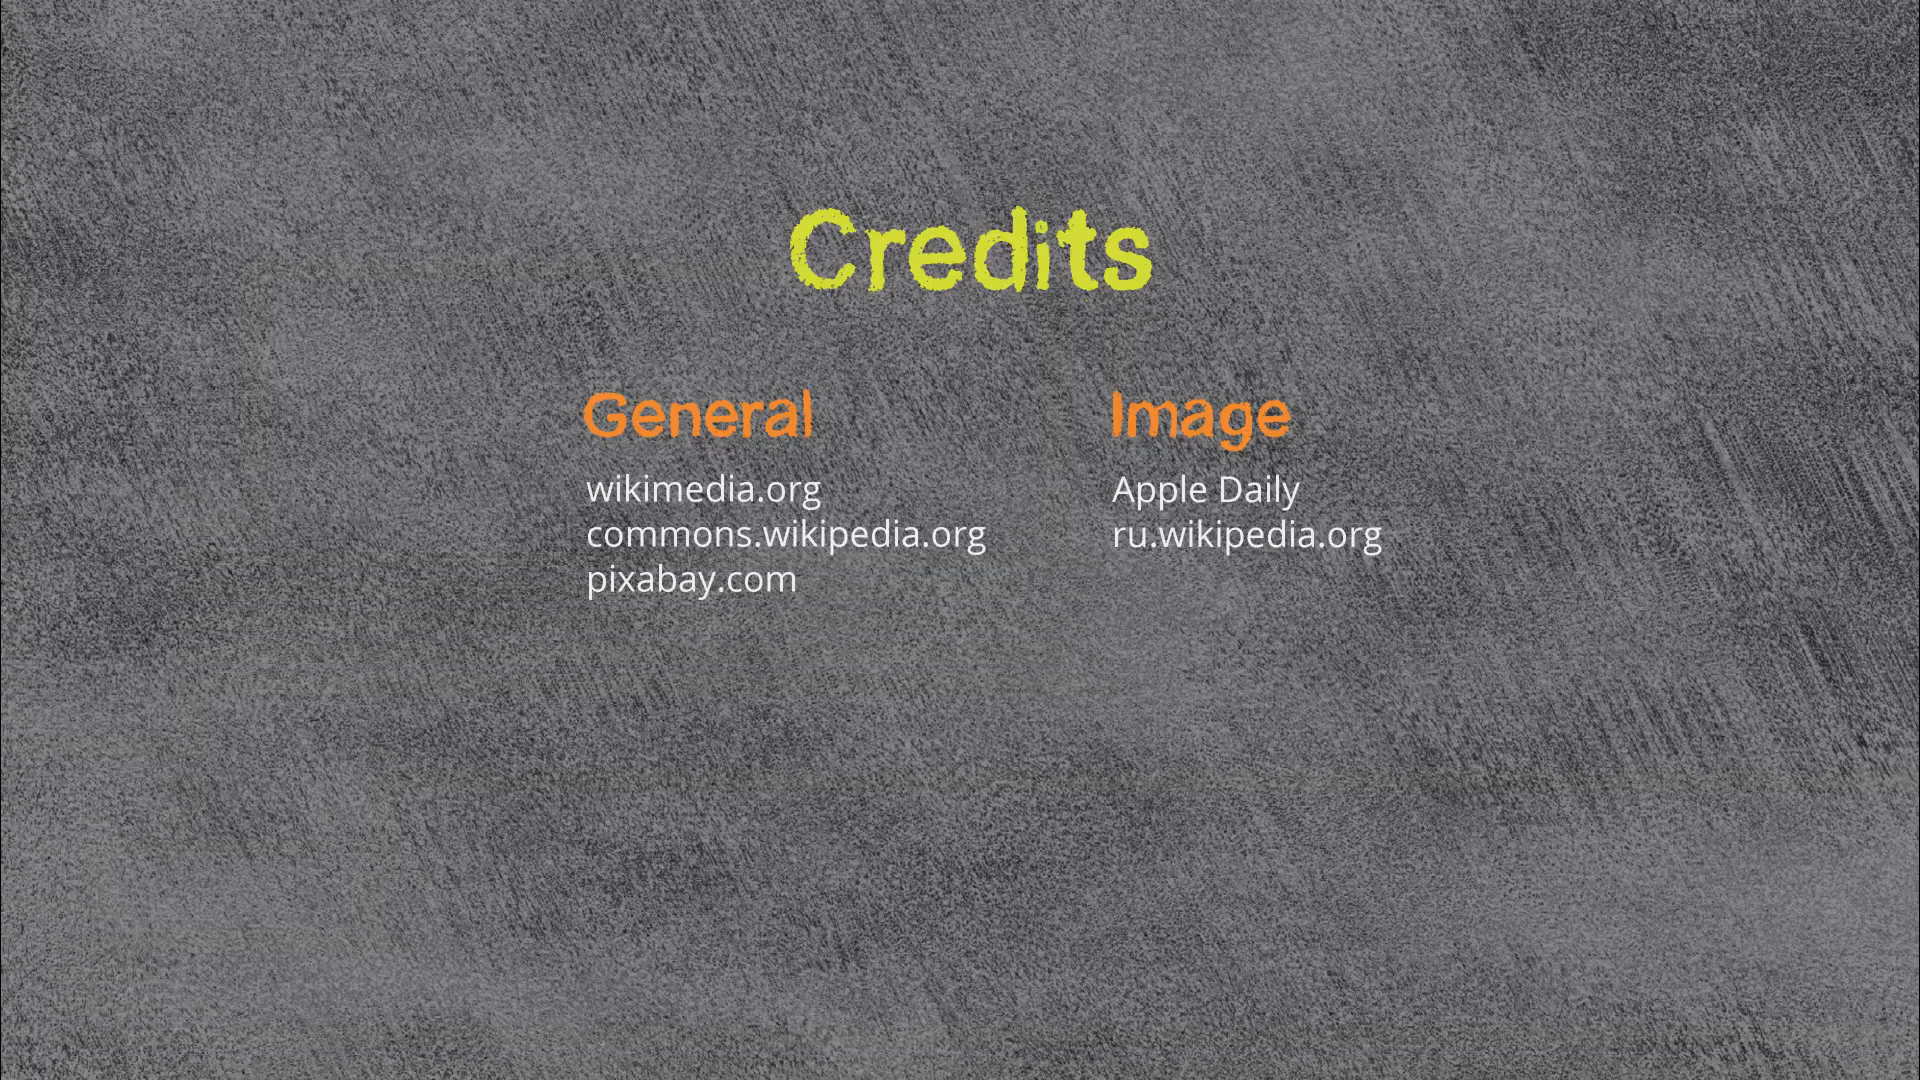 Credits
General
wikimedia.org
commons.wikipedia.org
pixabay.com
Image
Apple Daily
ru.wikipedia.org